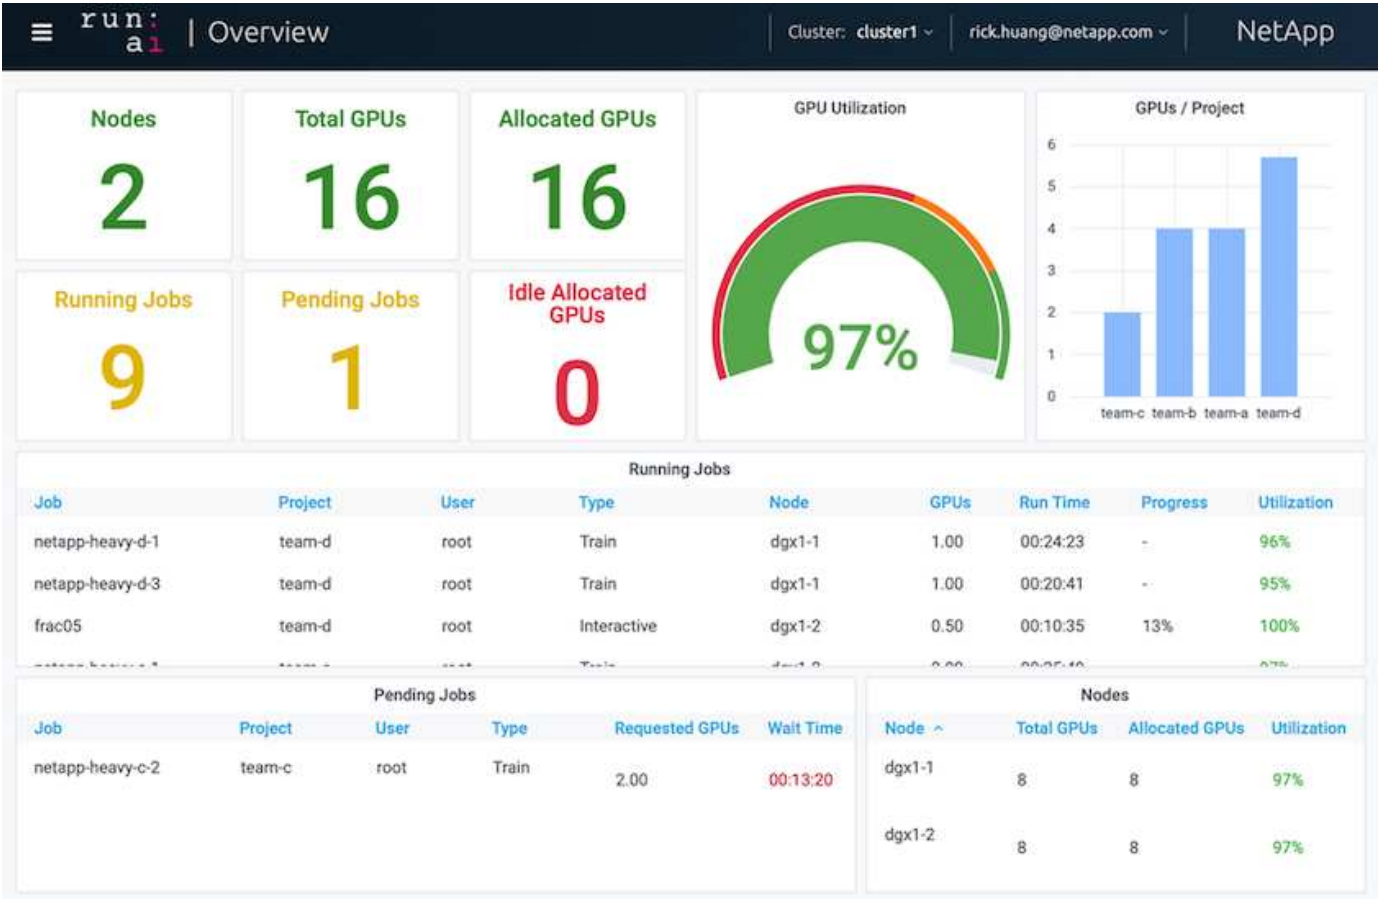 run: ai | Overview Cluster: cluster1 rick.huang@netapp.com NetApp
Nodes Total GPUs Allocated GPUs GPU Utilization GPUs / Project
2 16 16
Running Jobs Pending Jobs Idle Allocated GPUs
9 1 0
97%
6
5
4
3
2
1
0
team-c team-b team-a team-d
Running Jobs
Job Project User Type Node GPUs Run Time Progress Utilization
netapp-heavy-d-1 team-d root Train dgx1-1 1.00 00:24:23 - 96%
netapp-heavy-d-3 team-d root Train dgx1-1 1.00 00:20:41 - 95%
frac05 team-d root Interactive dgx1-2 0.50 00:10:35 13% 100%
Pending Jobs
Job Project User Type Requested GPUs Wait Time
netapp-heavy-c-2 team-c root Train 2.00 00:13:20
Nodes
Node Total GPUs Allocated GPUs Utilization
dgx1-1 8 8 97%
dgx1-2 8 8 97%